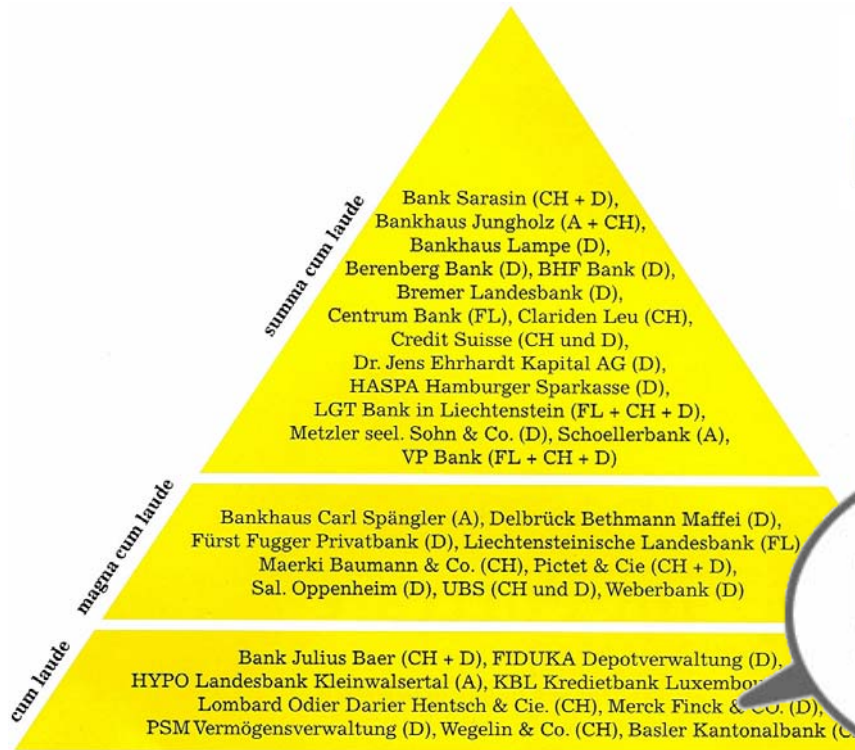 summa cum laude
Bank Sarasin (CH + D),
Bankhaus Jungholz (A + CH),
Bankhaus Lampe (D),
Berenberg Bank (D), BHF Bank (D),
Bremer Landesbank (D),
Centrum Bank (FL), Clariden Leu (CH),
Credit Suisse (CH und D),
Dr. Jens Ehrhardt Kapital AG (D),
HASPA Hamburger Sparkasse (D),
LGT Bank in Liechtenstein (FL + CH + D),
Metzler seel. Sohn & Co. (D), Schoellerbank (A),
VP Bank (FL + CH + D)
magna cum laude
Bankhaus Carl Spängler (A), Delbrück Bethmann Maffei (D),
Fürst Fugger Privatbank (D), Liechtensteinische Landesbank (FL)
Maerki Baumann & Co. (CH), Pictet & Cie (CH + D),
Sal. Oppenheim (D), UBS (CH und D), Weberbank (D)
cum laude
Bank Julius Baer (CH + D), FIDUKA Depotverwaltung (D),
HYPO Landesbank Kleinwalsertal (A), KBL Kredietbank
Lombard Odier Darier Hentsch & Cie. (CH), Merck Finck & CO. (D),
PSM Vermögensverwaltung (D), Wegelin & Co. (CH), Basler Kantonalbank